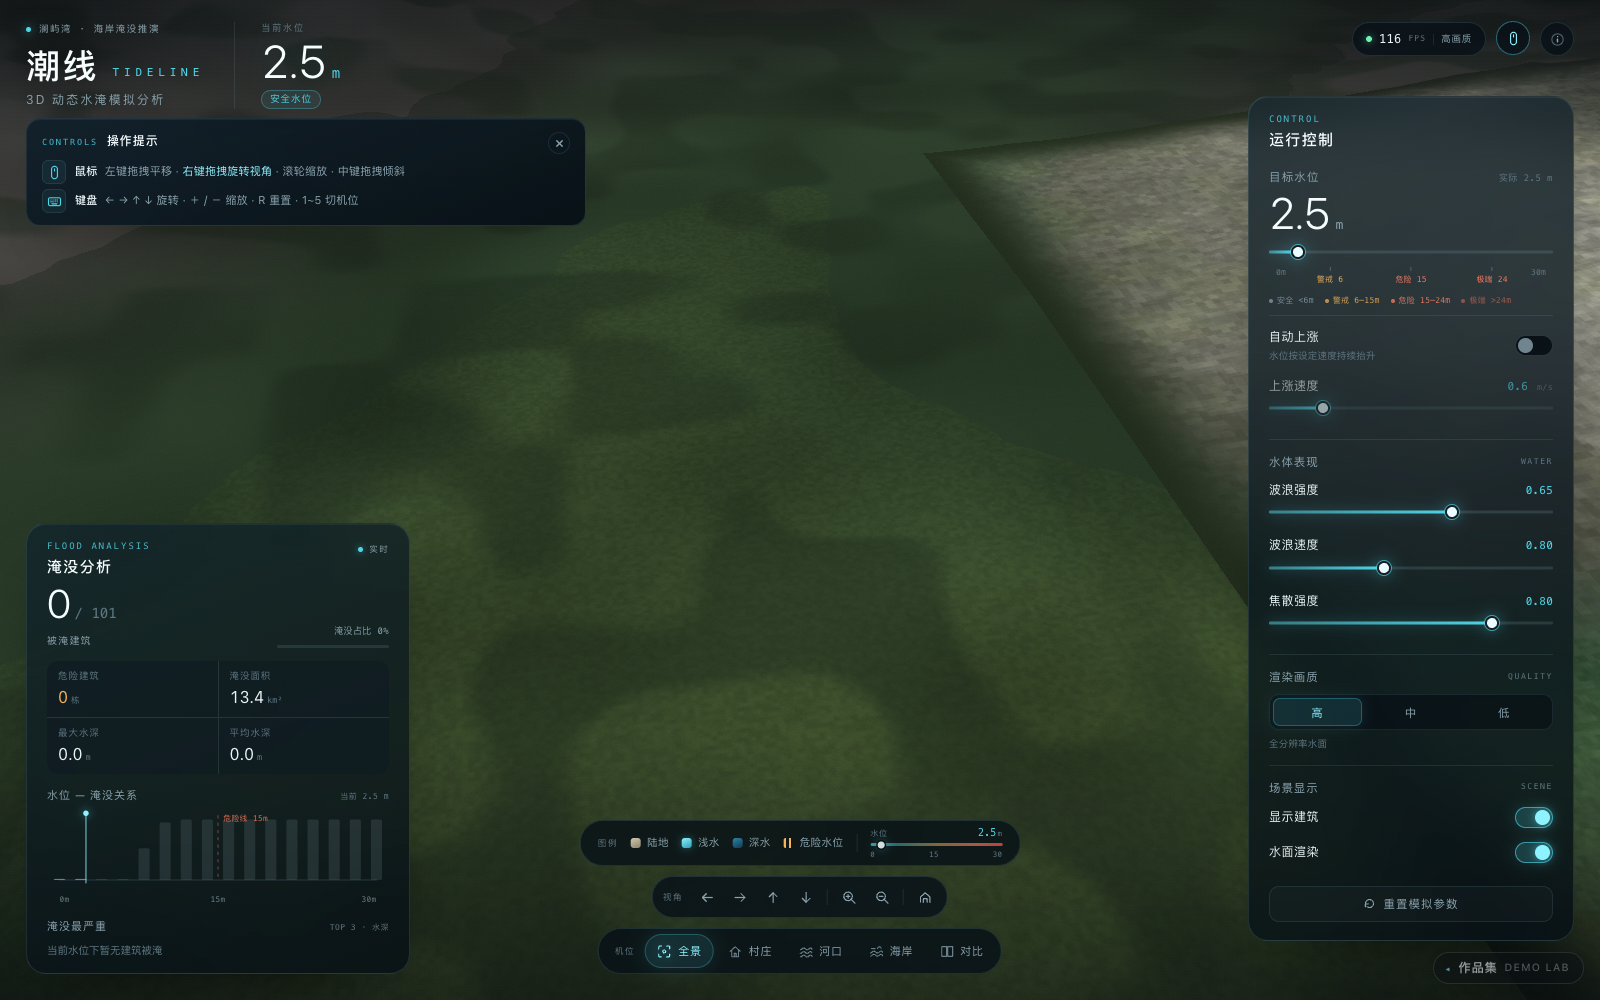 澜屿湾 · 海岸淹没推演
潮线 TIDELINE
3D 动态水淹模拟分析
当前水位
2.5 m
安全水位
116 FPS 高画质
CONTROLS 操作提示
鼠标 左键拖拽平移 · 右键拖拽旋转视角 · 滚轮缩放 · 中键拖拽倾斜
键盘 ← → ↑ ↓ 旋转 · + / − 缩放 · R 重置 · 1~5 切机位
CONTROL
运行控制
目标水位 实际 2.5 m
2.5 m
0m 警戒 6 危险 15 极端 24 30m
安全 <6m 警戒 6–15m 危险 15–24m 极端 >24m
自动上涨
水位按设定速度持续抬升
上涨速度 0.6 m/s
水体表现 WATER
波浪强度 0.65
波浪速度 0.80
焦散强度 0.80
渲染画质 QUALITY
高 中 低
全分辨率水面
场景显示 SCENE
显示建筑
水面渲染
重置模拟参数
FLOOD ANALYSIS
淹没分析 实时
0 / 101
被淹建筑 淹没占比 0%
危险建筑 淹没面积
0 栋 13.4 km²
最大水深 平均水深
0.0 m 0.0 m
水位 — 淹没关系 当前 2.5 m
危险线 15m
0m 15m 30m
淹没最严重 TOP 3 · 水深
当前水位下暂无建筑被淹
图例 陆地 浅水 深水 危险水位 水位 2.5m
0 15 30
视角 ← → ↑ ↓
机位 全景 村庄 河口 海岸 对比
作品集 DEMO LAB